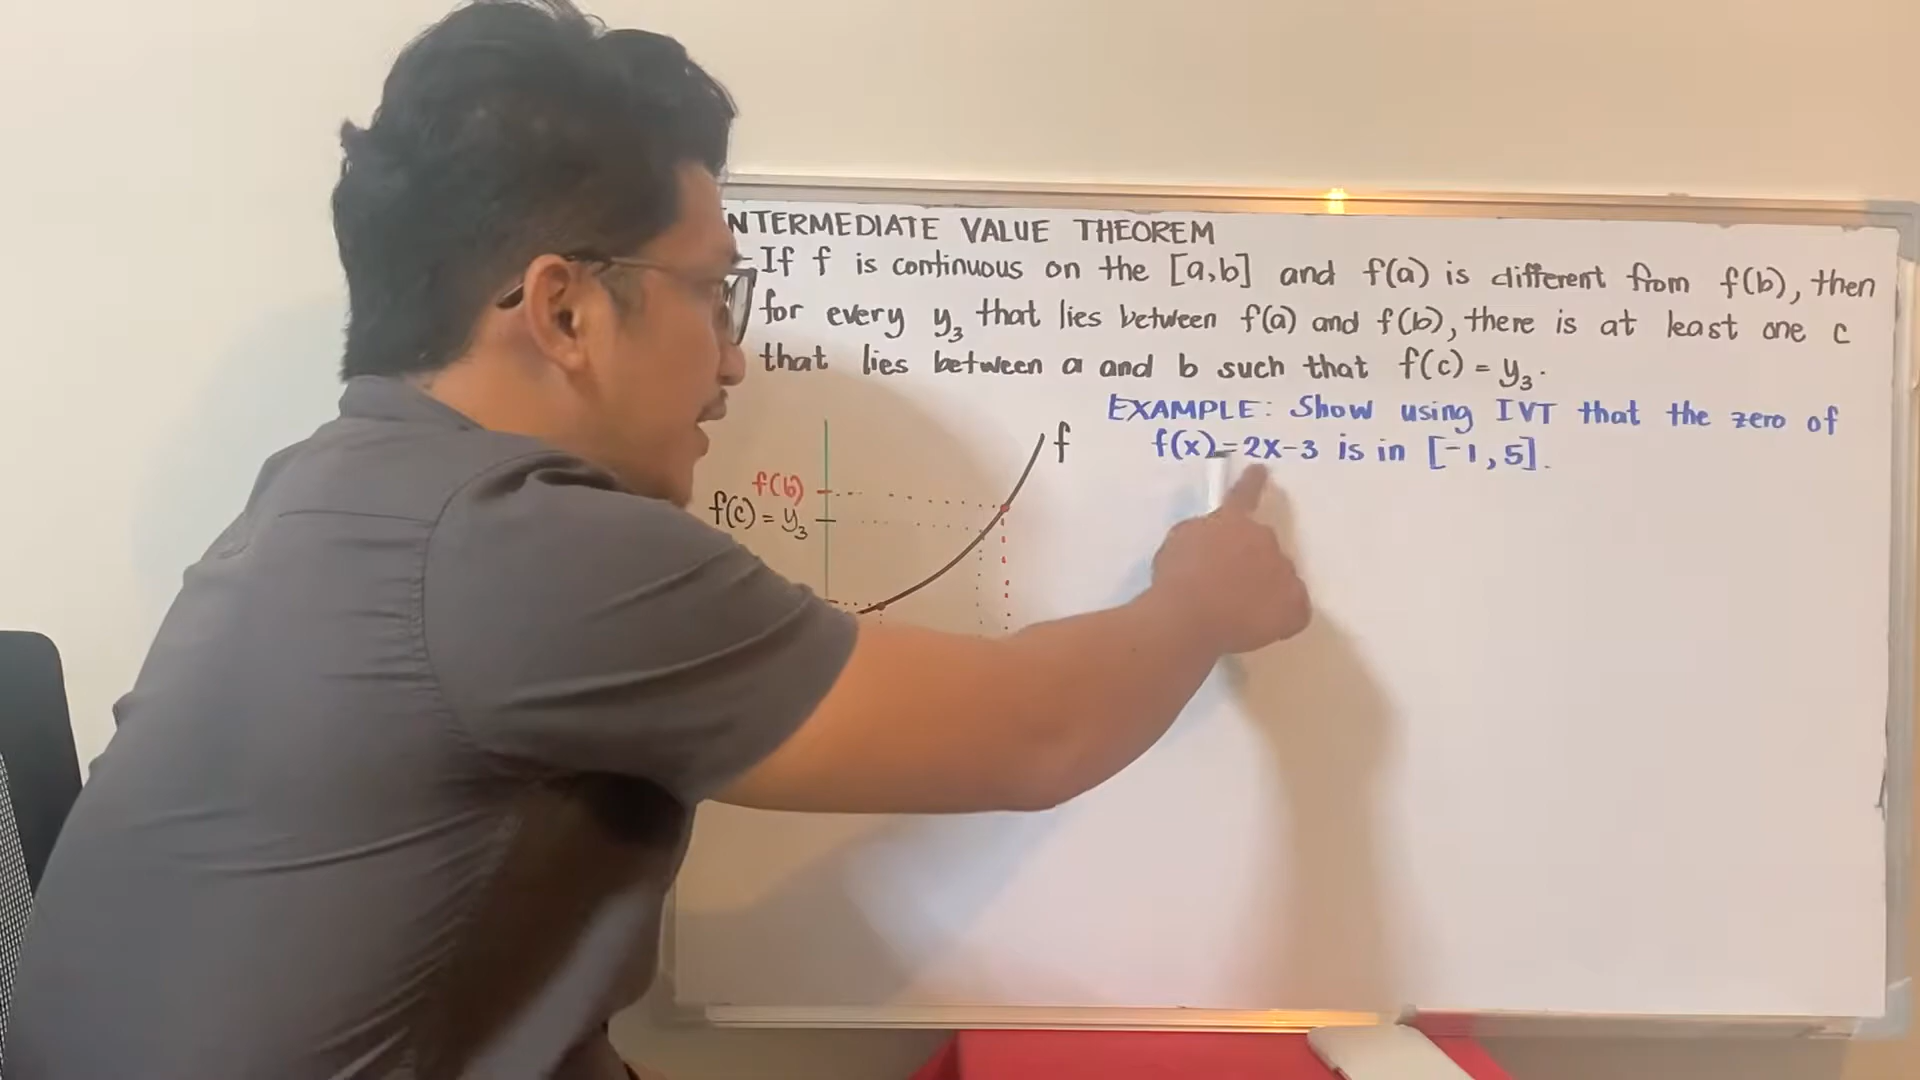 NTERMEDIATE VALUE THEOREM
- If f is continuous on the [a,b] and f(a) is different from f(b), then
for every y₃ that lies between f(a) and f(b), there is at least one c
that lies between a and b such that f(c) = y₃.
EXAMPLE: Show using IVT that the zero of
f(x)=2x-3 is in [-1,5].
f
f(b)
f(c) = y₃